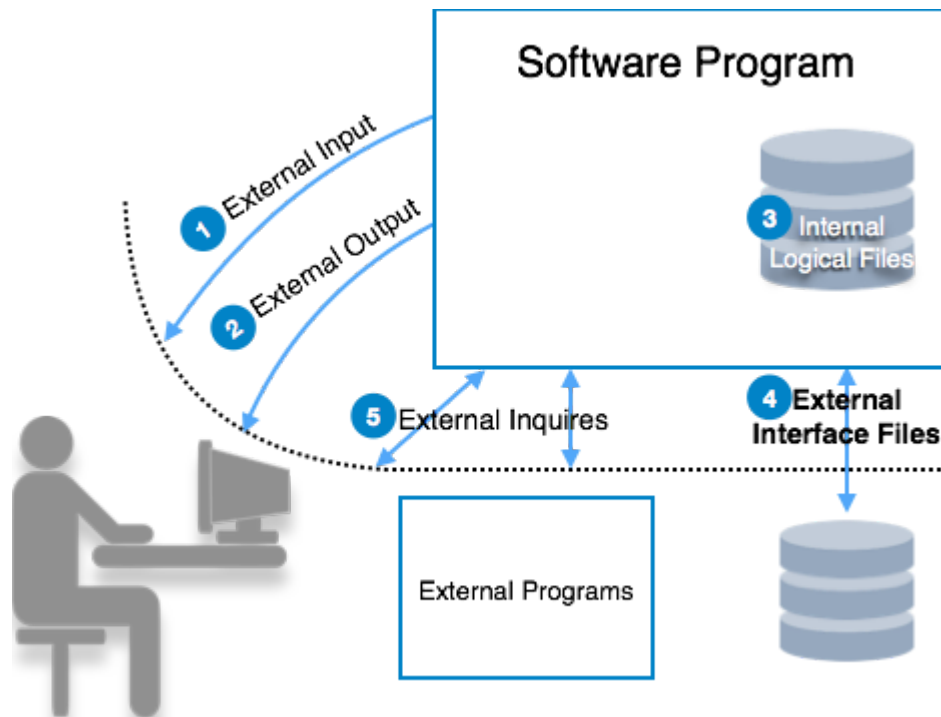 Software Program
1 External Input
2 External Output
3 Internal
Logical Files
5 External Inquires
4 External
Interface Files
External Programs